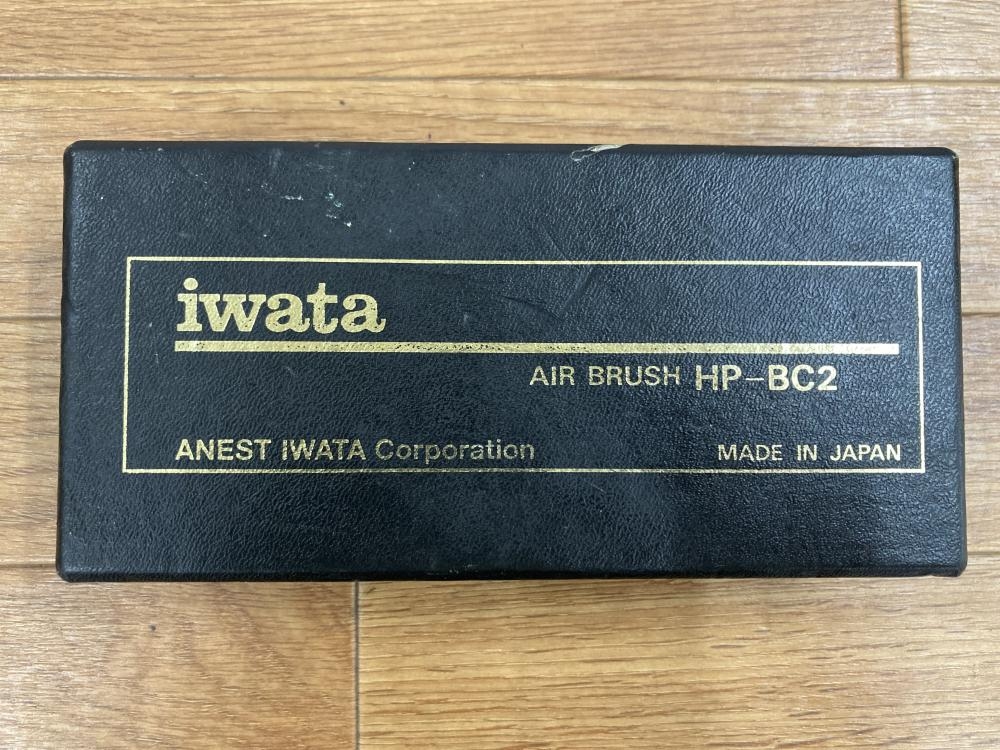 iwata
AIR BRUSH HP-BC2
ANEST IWATA Corporation
MADE IN JAPAN